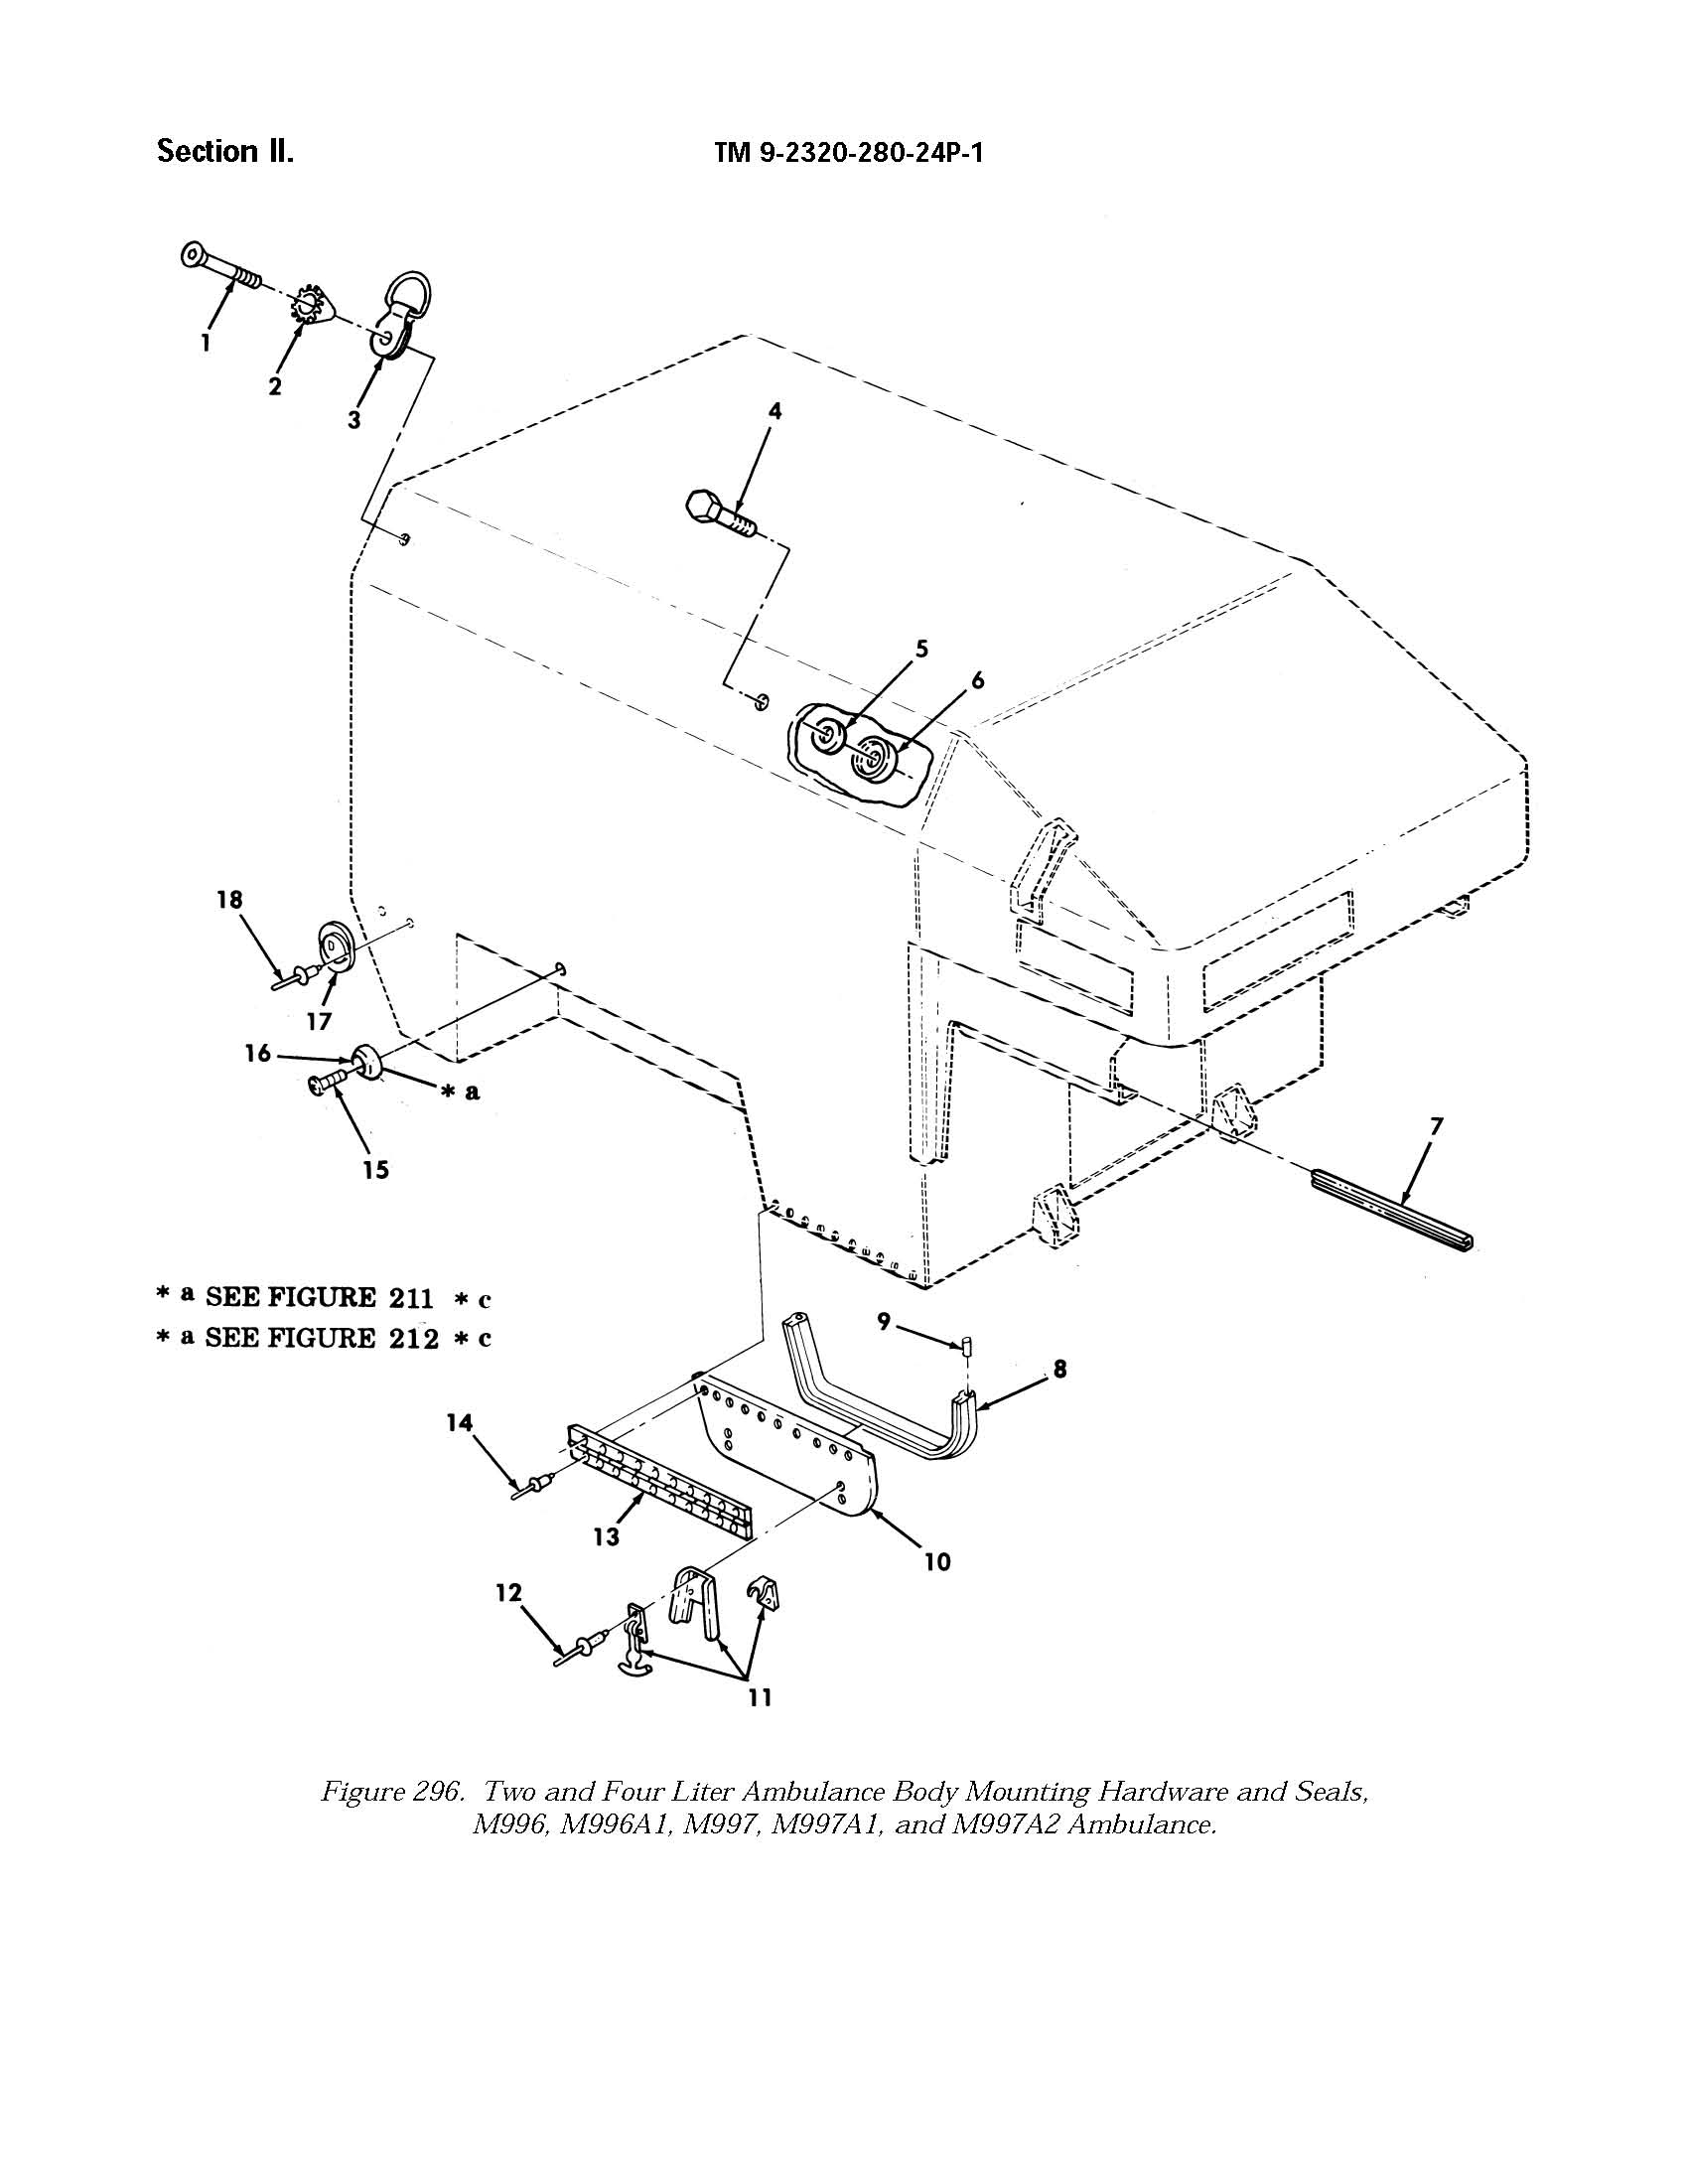 Section II.
TM 9-2320-280-24P-1
1
2
3
4
5
6
18
17
16
* a
15
7
* a SEE FIGURE 211 * c
* a SEE FIGURE 212 * c
9
8
14
13
10
12
11
Figure 296. Two and Four Liter Ambulance Body Mounting Hardware and Seals,
M996, M996A1, M997, M997A1, and M997A2 Ambulance.